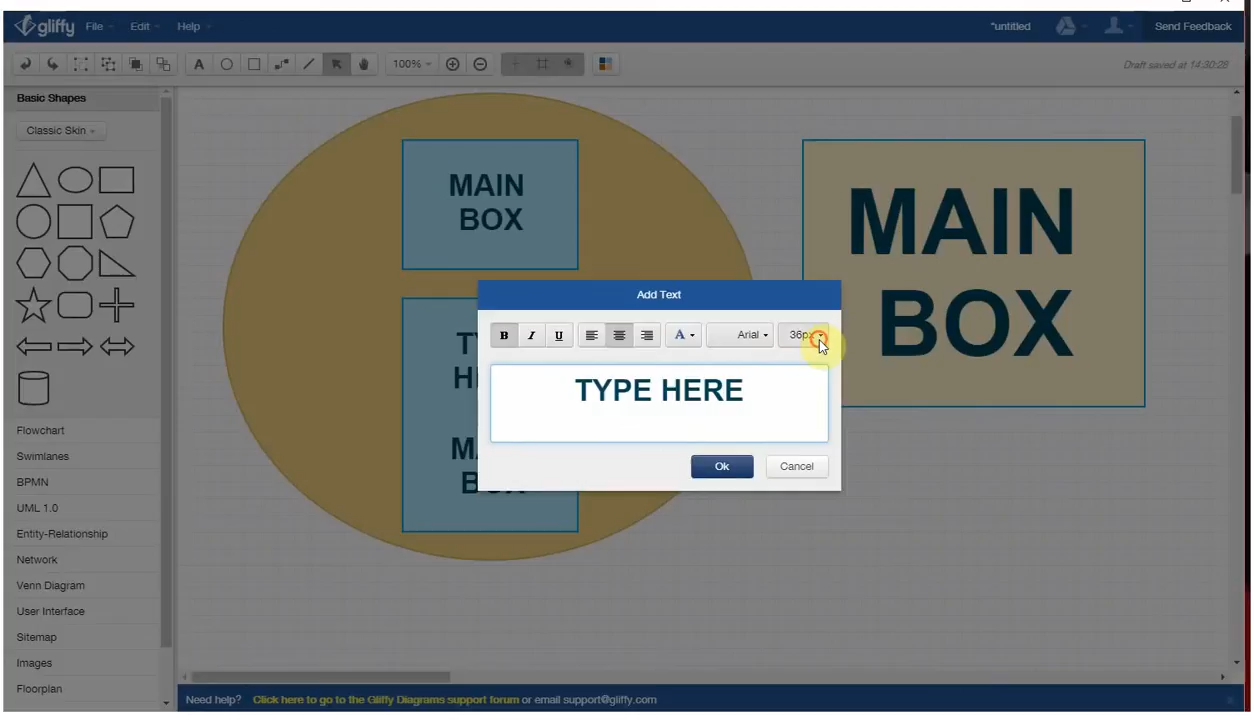 gliffy
File
Edit
Help
*untitled
Send Feedback
A
100%
Draft saved at 14:30:28
Basic Shapes
Classic Skin
Flowchart
Swimlanes
BPMN
UML 1.0
Entity-Relationship
Network
Venn Diagram
User Interface
Sitemap
Images
Floorplan
MAIN
BOX
MAIN
BOX
Add Text
B I U A Arial 36px
TYPE HERE
Ok Cancel
Need help? Click here to go to the Gliffy Diagrams support forum or email support@gliffy.com